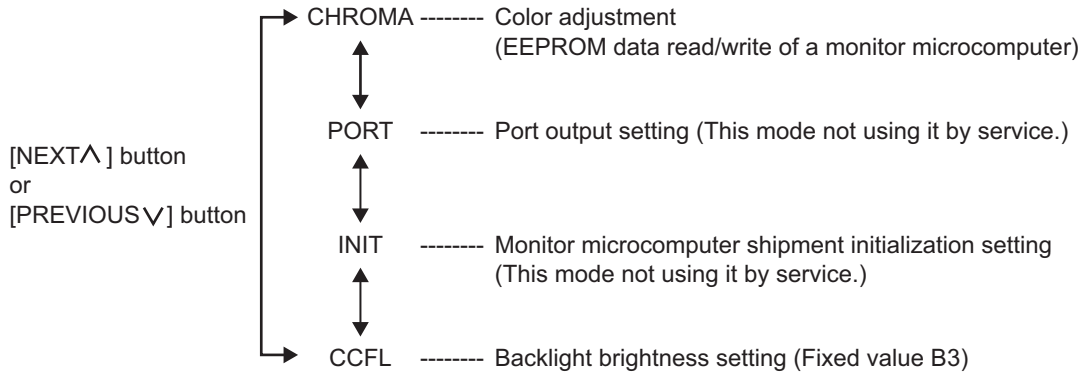 CHROMA -------- Color adjustment
(EEPROM data read/write of a monitor microcomputer)
PORT -------- Port output setting (This mode not using it by service.)
[NEXT∧] button
or
[PREVIOUS∨] button
INIT -------- Monitor microcomputer shipment initialization setting
(This mode not using it by service.)
CCFL -------- Backlight brightness setting (Fixed value B3)